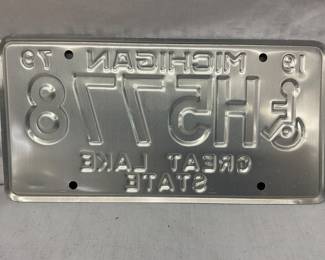 19 MICHIGAN 79
H5778
GREAT LAKE
STATE